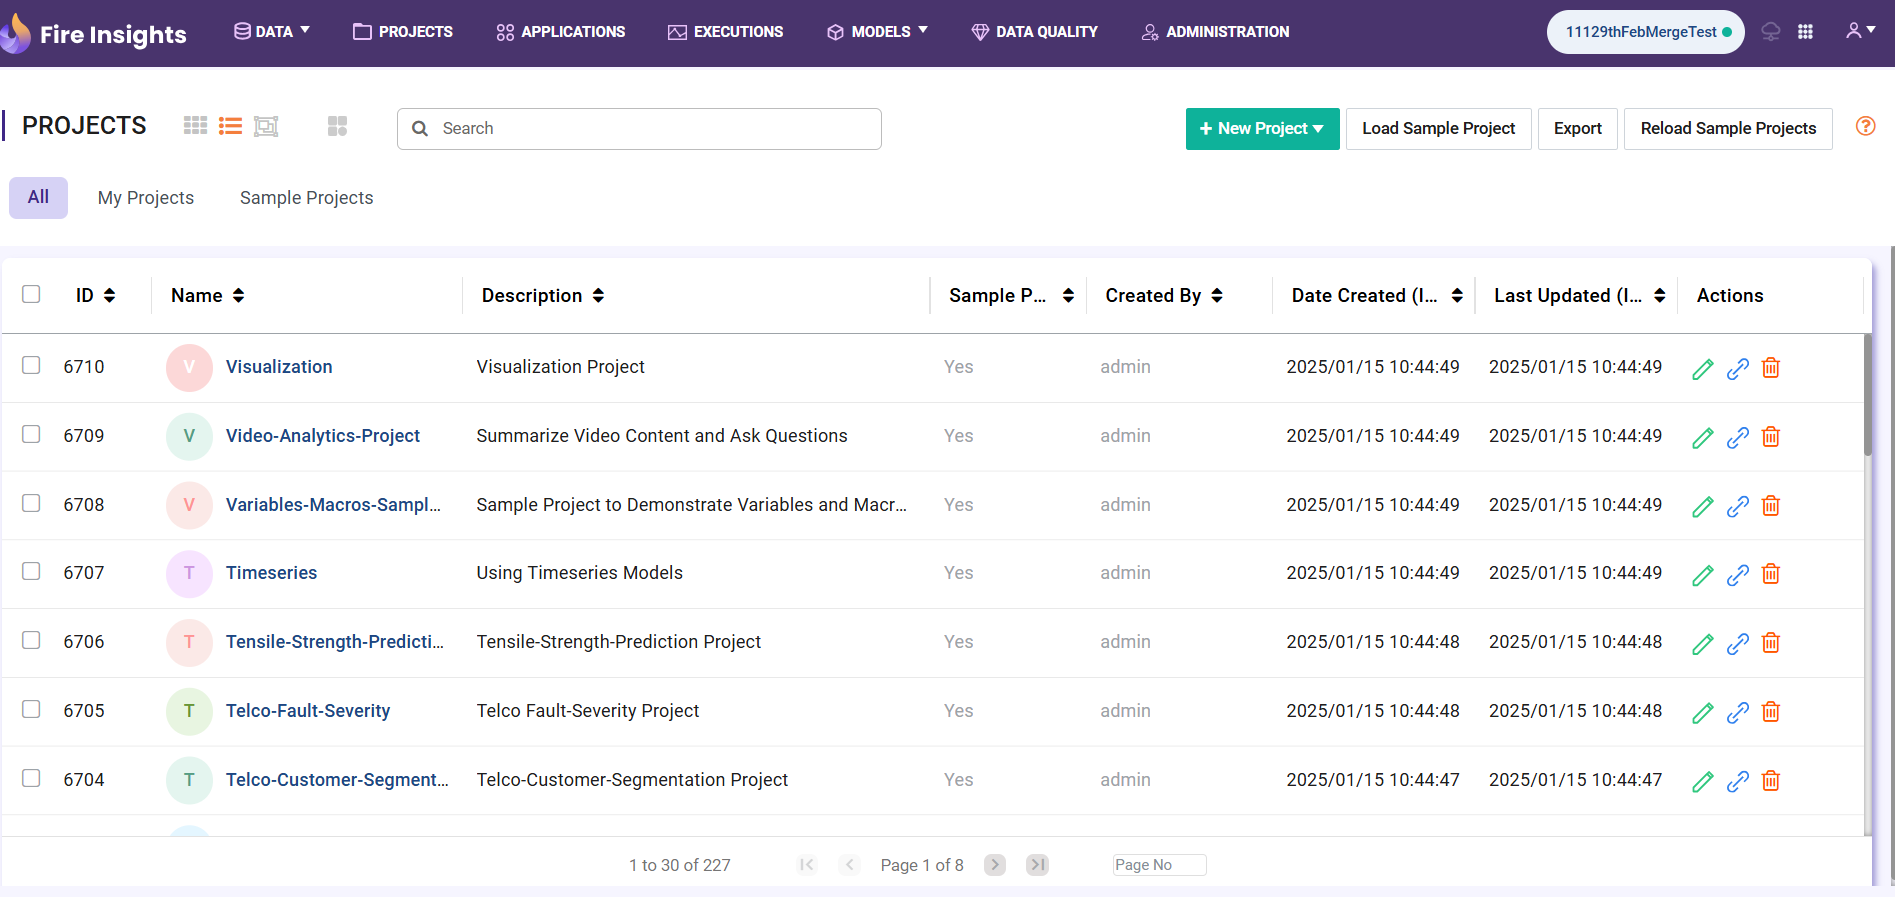 Fire Insights DATA PROJECTS APPLICATIONS EXECUTIONS MODELS DATA QUALITY ADMINISTRATION 11129thFebMergeTest
PROJECTS Search + New Project Load Sample Project Export Reload Sample Projects ?
All My Projects Sample Projects
ID Name Description Sample P... Created By Date Created (I... Last Updated (I... Actions
6710 V Visualization Visualization Project Yes admin 2025/01/15 10:44:49 2025/01/15 10:44:49
6709 V Video-Analytics-Project Summarize Video Content and Ask Questions Yes admin 2025/01/15 10:44:49 2025/01/15 10:44:49
6708 V Variables-Macros-Sampl... Sample Project to Demonstrate Variables and Macr... Yes admin 2025/01/15 10:44:49 2025/01/15 10:44:49
6707 T Timeseries Using Timeseries Models Yes admin 2025/01/15 10:44:49 2025/01/15 10:44:49
6706 T Tensile-Strength-Predicti... Tensile-Strength-Prediction Project Yes admin 2025/01/15 10:44:48 2025/01/15 10:44:48
6705 T Telco-Fault-Severity Telco Fault-Severity Project Yes admin 2025/01/15 10:44:48 2025/01/15 10:44:48
6704 T Telco-Customer-Segment... Telco-Customer-Segmentation Project Yes admin 2025/01/15 10:44:47 2025/01/15 10:44:47
1 to 30 of 227 Page 1 of 8 Page No